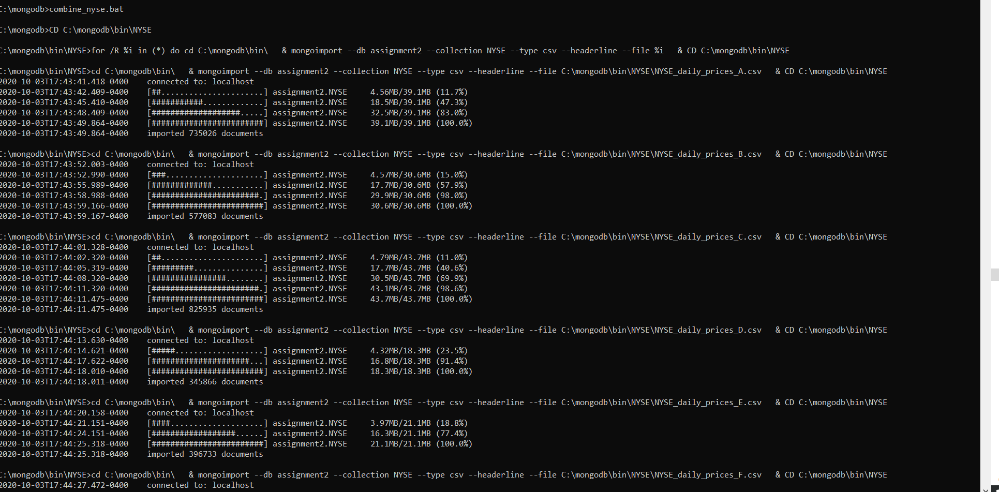 C:\mongodb>combine_nyse.bat
C:\mongodb>CD C:\mongodb\bin\NYSE
C:\mongodb\bin\NYSE>for /R %i in (*) do cd C:\mongodb\bin\   & mongoimport --db assignment2 --collection NYSE --type csv --headerline --file %i   & CD C:\mongodb\bin\NYSE
C:\mongodb\bin\NYSE>cd C:\mongodb\bin\   & mongoimport --db assignment2 --collection NYSE --type csv --headerline --file C:\mongodb\bin\NYSE\NYSE_daily_prices_A.csv   & CD C:\mongodb\bin\NYSE
2020-10-03T17:43:41.418-0400    connected to: localhost
2020-10-03T17:43:42.409-0400    [##......................] assignment2.NYSE     4.56MB/39.1MB (11.7%)
2020-10-03T17:43:45.410-0400    [###########.............] assignment2.NYSE     18.5MB/39.1MB (47.3%)
2020-10-03T17:43:48.409-0400    [###################.....] assignment2.NYSE     32.5MB/39.1MB (83.0%)
2020-10-03T17:43:49.864-0400    [########################] assignment2.NYSE     39.1MB/39.1MB (100.0%)
2020-10-03T17:43:49.864-0400    imported 735026 documents
C:\mongodb\bin\NYSE>cd C:\mongodb\bin\   & mongoimport --db assignment2 --collection NYSE --type csv --headerline --file C:\mongodb\bin\NYSE\NYSE_daily_prices_B.csv   & CD C:\mongodb\bin\NYSE
2020-10-03T17:43:52.003-0400    connected to: localhost
2020-10-03T17:43:52.990-0400    [###.....................] assignment2.NYSE     4.57MB/30.6MB (15.0%)
2020-10-03T17:43:55.989-0400    [#############...........] assignment2.NYSE     17.7MB/30.6MB (57.9%)
2020-10-03T17:43:58.988-0400    [#######################.] assignment2.NYSE     29.9MB/30.6MB (98.0%)
2020-10-03T17:43:59.166-0400    [########################] assignment2.NYSE     30.6MB/30.6MB (100.0%)
2020-10-03T17:43:59.167-0400    imported 577083 documents
C:\mongodb\bin\NYSE>cd C:\mongodb\bin\   & mongoimport --db assignment2 --collection NYSE --type csv --headerline --file C:\mongodb\bin\NYSE\NYSE_daily_prices_C.csv   & CD C:\mongodb\bin\NYSE
2020-10-03T17:44:01.328-0400    connected to: localhost
2020-10-03T17:44:02.320-0400    [##......................] assignment2.NYSE     4.79MB/43.7MB (11.0%)
2020-10-03T17:44:05.319-0400    [#########...............] assignment2.NYSE     17.7MB/43.7MB (40.6%)
2020-10-03T17:44:08.320-0400    [################........] assignment2.NYSE     30.5MB/43.7MB (69.9%)
2020-10-03T17:44:11.320-0400    [#######################.] assignment2.NYSE     43.1MB/43.7MB (98.6%)
2020-10-03T17:44:11.475-0400    [########################] assignment2.NYSE     43.7MB/43.7MB (100.0%)
2020-10-03T17:44:11.475-0400    imported 825935 documents
C:\mongodb\bin\NYSE>cd C:\mongodb\bin\   & mongoimport --db assignment2 --collection NYSE --type csv --headerline --file C:\mongodb\bin\NYSE\NYSE_daily_prices_D.csv   & CD C:\mongodb\bin\NYSE
2020-10-03T17:44:13.630-0400    connected to: localhost
2020-10-03T17:44:14.621-0400    [#####...................] assignment2.NYSE     4.32MB/18.3MB (23.5%)
2020-10-03T17:44:17.622-0400    [#####################...] assignment2.NYSE     16.8MB/18.3MB (91.4%)
2020-10-03T17:44:18.010-0400    [########################] assignment2.NYSE     18.3MB/18.3MB (100.0%)
2020-10-03T17:44:18.011-0400    imported 345866 documents
C:\mongodb\bin\NYSE>cd C:\mongodb\bin\   & mongoimport --db assignment2 --collection NYSE --type csv --headerline --file C:\mongodb\bin\NYSE\NYSE_daily_prices_E.csv   & CD C:\mongodb\bin\NYSE
2020-10-03T17:44:20.158-0400    connected to: localhost
2020-10-03T17:44:21.151-0400    [####....................] assignment2.NYSE     3.97MB/21.1MB (18.8%)
2020-10-03T17:44:24.151-0400    [##################......] assignment2.NYSE     16.3MB/21.1MB (77.4%)
2020-10-03T17:44:25.318-0400    [########################] assignment2.NYSE     21.1MB/21.1MB (100.0%)
2020-10-03T17:44:25.318-0400    imported 396733 documents
C:\mongodb\bin\NYSE>cd C:\mongodb\bin\   & mongoimport --db assignment2 --collection NYSE --type csv --headerline --file C:\mongodb\bin\NYSE\NYSE_daily_prices_F.csv   & CD C:\mongodb\bin\NYSE
2020-10-03T17:44:27.472-0400    connected to: localhost